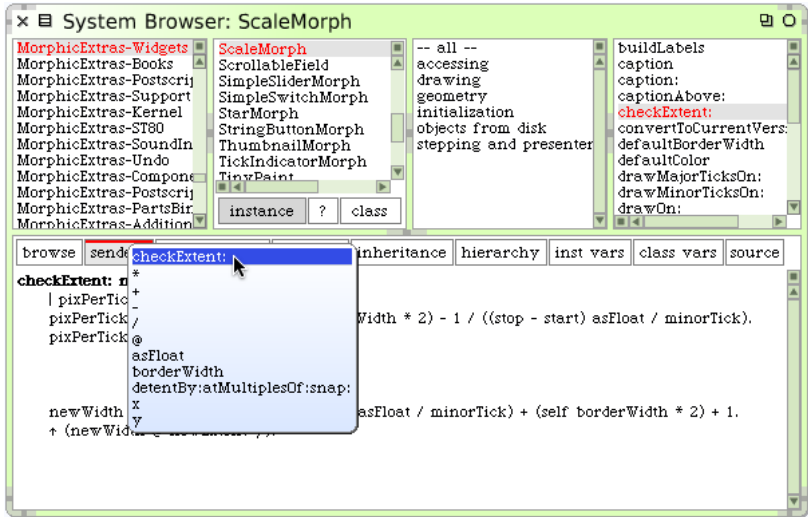 System Browser: ScaleMorph
MorphicExtras-Widgets
MorphicExtras-Books
MorphicExtras-Postscrip
MorphicExtras-Support
MorphicExtras-Kernel
MorphicExtras-ST80
MorphicExtras-SoundIn
MorphicExtras-Undo
MorphicExtras-Compone
MorphicExtras-Postscrip
MorphicExtras-PartsBin
MorphicExtras-Addition
ScaleMorph
ScrollableField
SimpleSliderMorph
SimpleSwitchMorph
StarMorph
StringButtonMorph
ThumbnailMorph
TickIndicatorMorph
TinyPaint
instance ? class
-- all --
accessing
drawing
geometry
initialization
objects from disk
stepping and presenter
buildLabels
caption
caption:
captionAbove:
checkExtent:
convertToCurrentVers:
defaultBorderWidth
defaultColor
drawMajorTicksOn:
drawMinorTicksOn:
drawOn:
browse sende inheritance hierarchy inst vars class vars source
checkExtent:
*
+
-
/
@
asFloat
borderWidth
detentBy:atMultiplesOf:snap:
x
y
checkExtent: n
| pixPerTic
pixPerTick Width * 2) - 1 / ((stop - start) asFloat / minorTick).
pixPerTick
newWidth asFloat / minorTick) + (self borderWidth * 2) + 1.
↑ (newWid